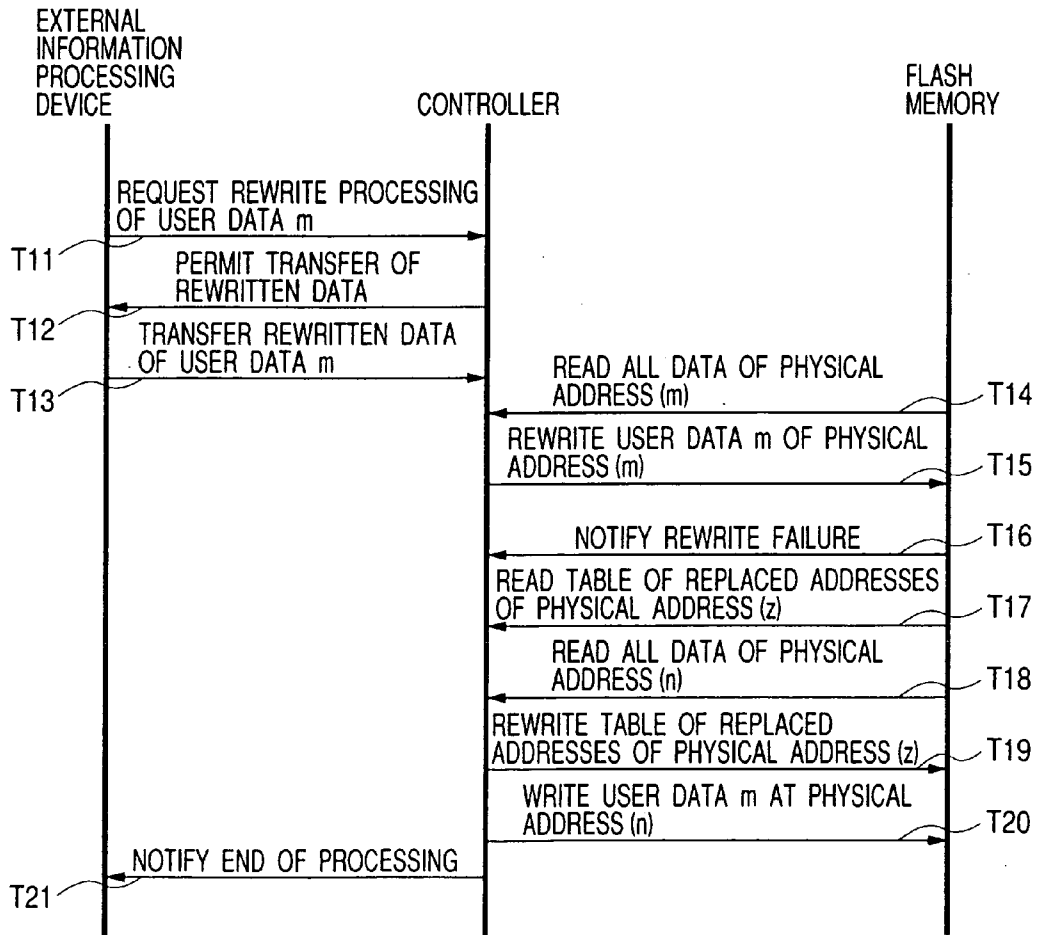 EXTERNAL
INFORMATION
PROCESSING
DEVICE
CONTROLLER
FLASH
MEMORY
REQUEST REWRITE PROCESSING
OF USER DATA m
T11
PERMIT TRANSFER OF
REWRITTEN DATA
T12
TRANSFER REWRITTEN DATA
OF USER DATA m
T13
READ ALL DATA OF PHYSICAL
ADDRESS (m)
T14
REWRITE USER DATA m OF PHYSICAL
ADDRESS (m)
T15
NOTIFY REWRITE FAILURE
T16
READ TABLE OF REPLACED ADDRESSES
OF PHYSICAL ADDRESS (z)
T17
READ ALL DATA OF PHYSICAL
ADDRESS (n)
T18
REWRITE TABLE OF REPLACED
ADDRESSES OF PHYSICAL ADDRESS (z)
T19
WRITE USER DATA m AT PHYSICAL
ADDRESS (n)
T20
NOTIFY END OF PROCESSING
T21